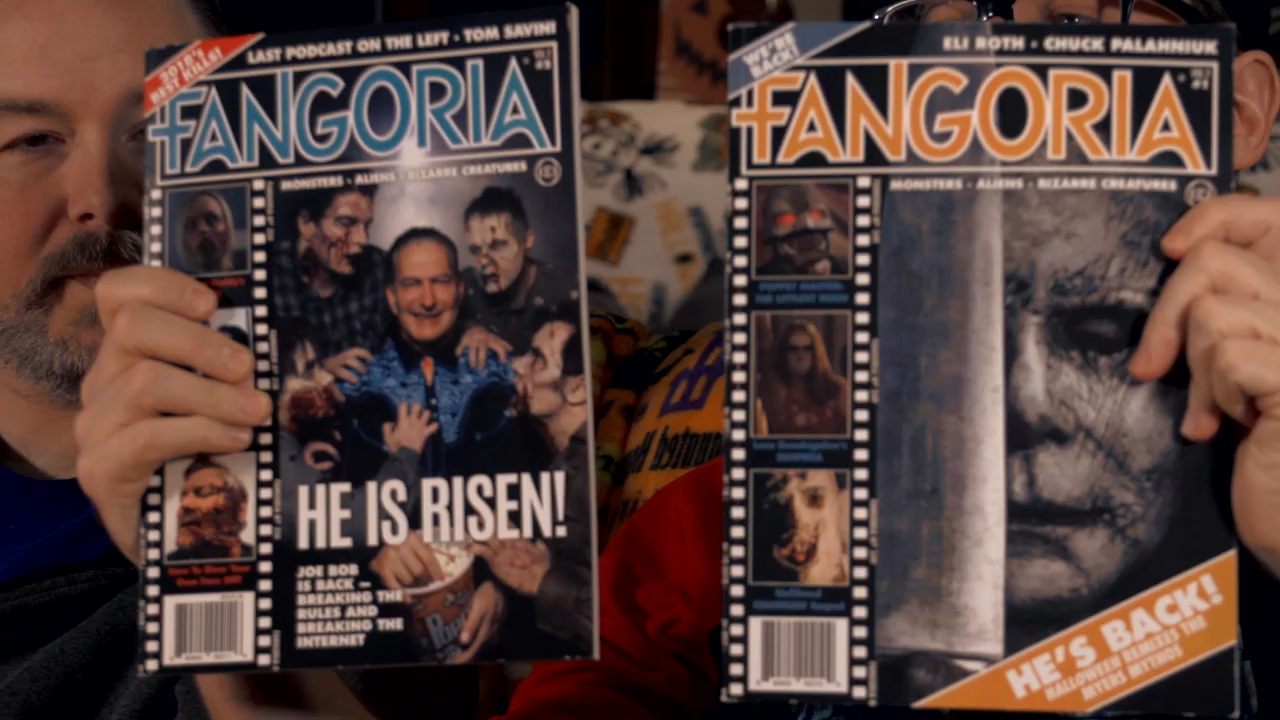 2018's
BEST KILLS!
LAST PODCAST ON THE LEFT • TOM SAVINI
FANGORIA
MONSTERS • ALIENS • BIZARRE CREATURES
HE IS RISEN!
JOE BOB
IS BACK —
BREAKING THE
RULES AND
BREAKING THE
INTERNET
WE'RE
BACK!
ELI ROTH • CHUCK PALAHNIUK
FANGORIA
MONSTERS • ALIENS • BIZARRE CREATURES
HE'S BACK!
HALLOWEEN REMIXES THE
MYERS MYTHOS